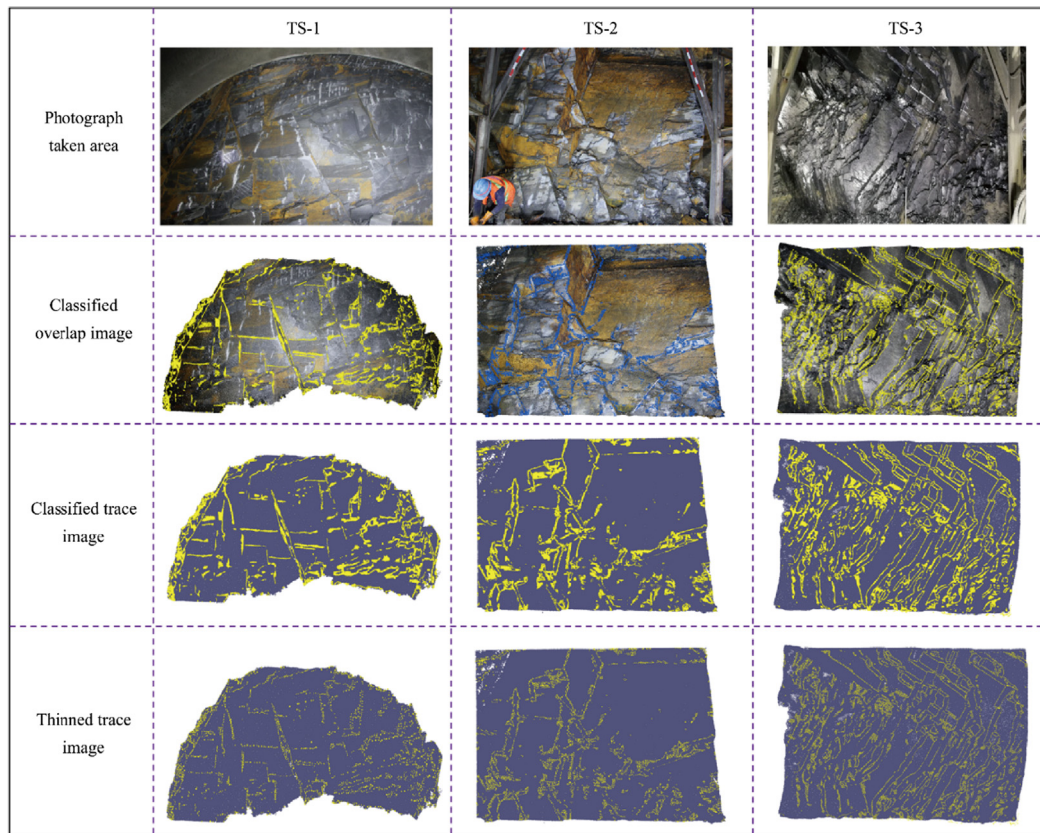 TS-1
TS-2
TS-3
Photograph
taken area
Classified
overlap image
Classified trace
image
Thinned trace
image